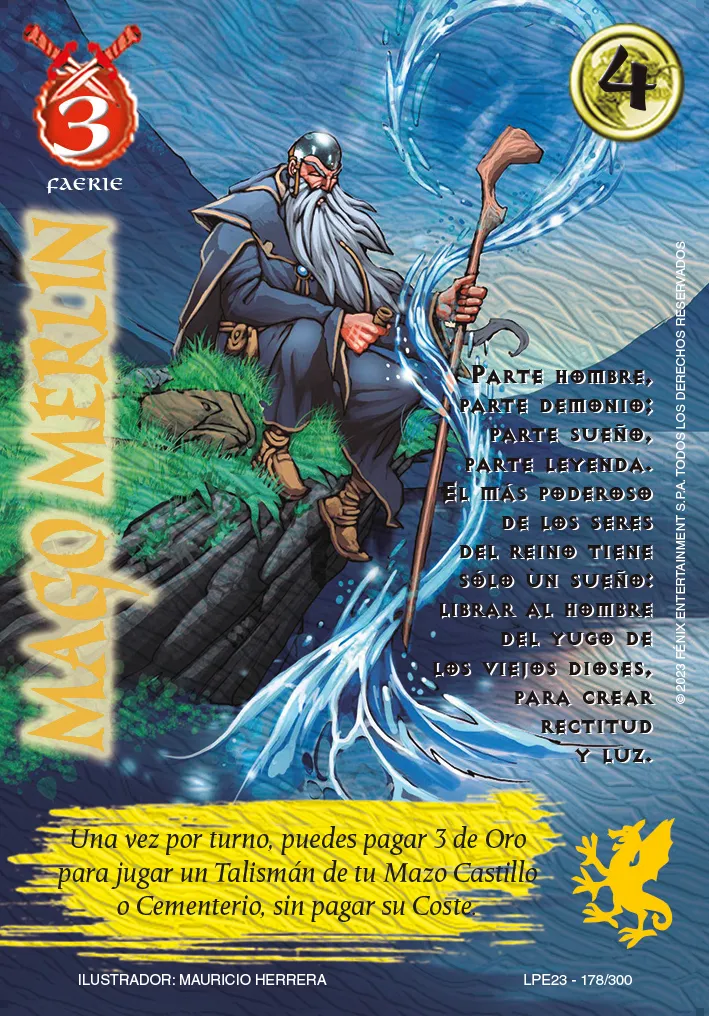 3
4
FAERIE
MAGO MERLIN
PARTE HOMBRE,
PARTE DEMONIO;
PARTE SUEÑO,
PARTE LEYENDA.
EL MÁS PODEROSO
DE LOS SERES
DEL REINO TIENE
SÓLO UN SUEÑO:
LIBRAR AL HOMBRE
DEL YUGO DE
LOS VIEJOS DIOSES,
PARA CREAR
RECTITUD
Y LUZ.
© 2023 FENIX ENTERTAINMENT S.P.A. TODOS LOS DERECHOS RESERVADOS
Una vez por turno, puedes pagar 3 de Oro
para jugar un Talismán de tu Mazo Castillo
o Cementerio, sin pagar su Coste.
ILUSTRADOR: MAURICIO HERRERA
LPE23 - 178/300